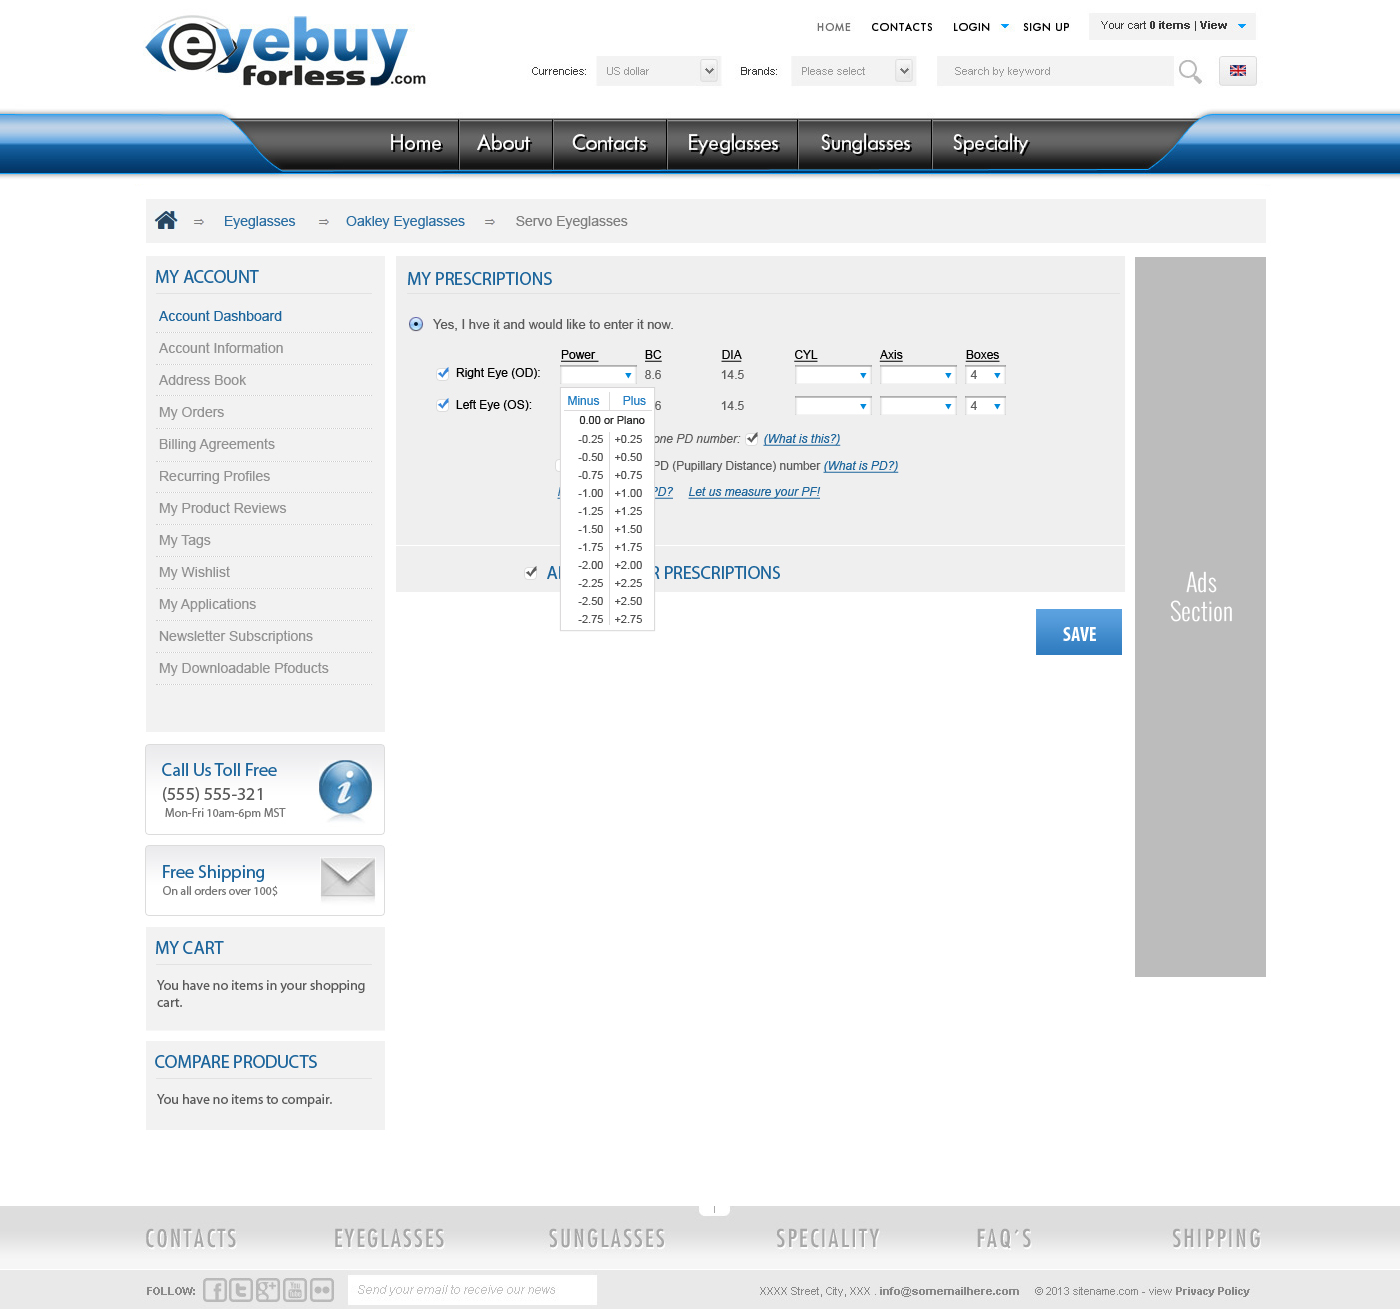 HOME CONTACTS LOGIN SIGN UP Your cart 0 items | View
eyebuy
forless.com
Currencies: US dollar Brands: Please select Search by keyword
Home About Contacts Eyeglasses Sunglasses Specialty
⇒ Eyeglasses ⇒ Oakley Eyeglasses ⇒ Servo Eyeglasses
MY ACCOUNT
Account Dashboard
Account Information
Address Book
My Orders
Billing Agreements
Recurring Profiles
My Product Reviews
My Tags
My Wishlist
My Applications
Newsletter Subscriptions
My Downloadable Pfoducts
Call Us Toll Free
(555) 555-321
Mon-Fri 10am-6pm MST
Free Shipping
On all orders over 100$
MY CART
You have no items in your shopping
cart.
COMPARE PRODUCTS
You have no items to compair.
MY PRESCRIPTIONS
Yes, I hve it and would like to enter it now.
Power BC DIA CYL Axis Boxes
Right Eye (OD): 8.6 14.5 4
Left Eye (OS): 6 14.5 4
Minus Plus
0.00 or Plano
-0.25 +0.25
-0.50 +0.50
-0.75 +0.75
-1.00 +1.00
-1.25 +1.25
-1.50 +1.50
-1.75 +1.75
-2.00 +2.00
-2.25 +2.25
-2.50 +2.50
-2.75 +2.75
one PD number: (What is this?)
PD (Pupillary Distance) number (What is PD?)
PD? Let us measure your PF!
PRESCRIPTIONS
SAVE
Ads
Section
CONTACTS EYEGLASSES SUNGLASSES SPECIALITY FAQ´S SHIPPING
FOLLOW: Send your email to receive our news XXXX Street, City, XXX . info@somemailhere.com © 2013 sitename.com - view Privacy Policy